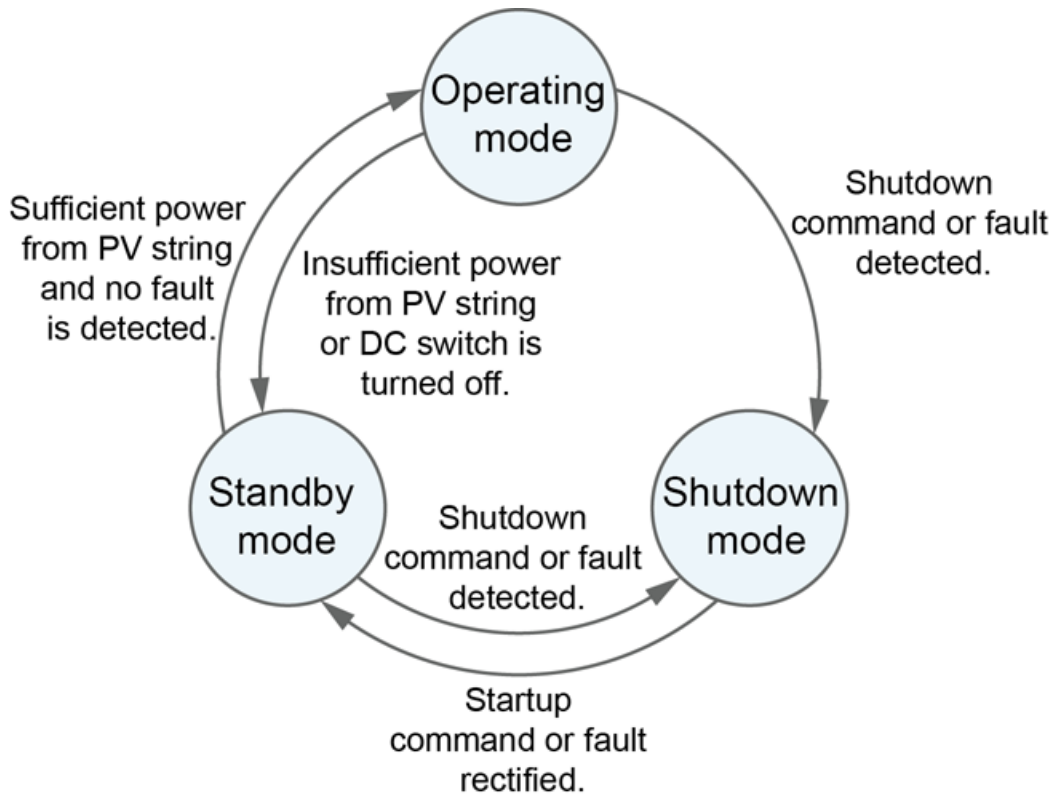 Operating
mode
Sufficient power
from PV string
and no fault
is detected.
Insufficient power
from PV string
or DC switch is
turned off.
Shutdown
command or fault
detected.
Standby
mode
Shutdown
command or fault
detected.
Shutdown
mode
Startup
command or fault
rectified.